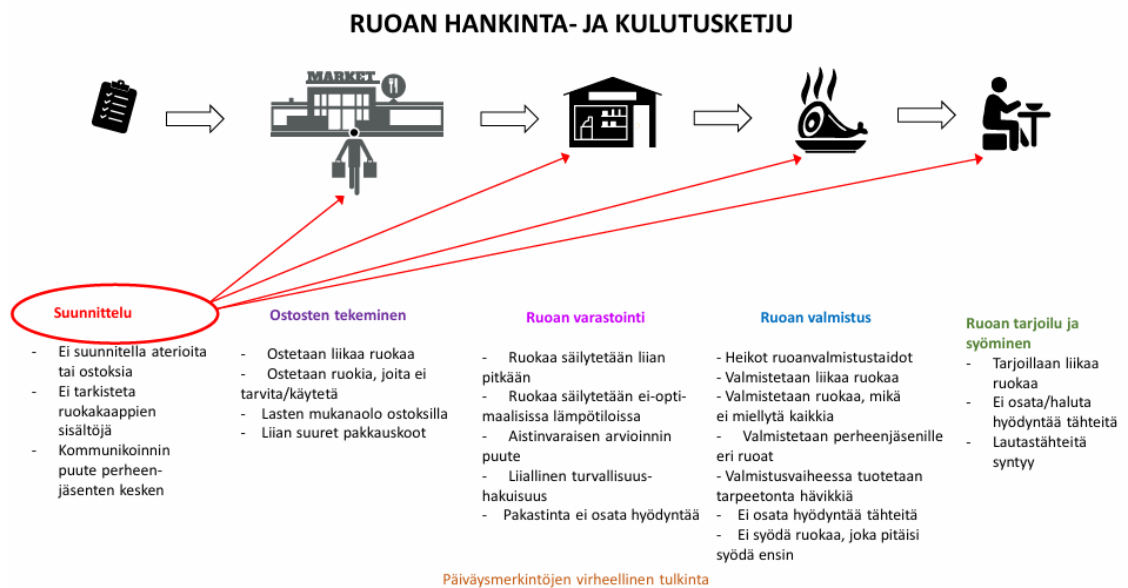 RUOAN HANKINTA- JA KULUTUSKETJU
MARKET
Suunnittelu
- Ei suunnitella aterioita
tai ostoksia
- Ei tarkisteta
ruokakaappien
sisältöjä
- Kommunikoinnin
puute perheen-
jäsenten kesken
Ostosten tekeminen
- Ostetaan liikaa ruokaa
- Ostetaan ruokia, joita ei
tarvita/käytetä
- Lasten mukanaolo ostoksilla
- Liian suuret pakkauskoot
Ruoan varastointi
- Ruokaa säilytetään liian
pitkään
- Ruokaa säilytetään ei-opti-
maalisissa lämpötiloissa
- Aistinvaraisen arvioinnin
puute
- Liiallinen turvallisuus-
hakuisuus
- Pakastinta ei osata hyödyntää
Ruoan valmistus
- Heikot ruoanvalmistustaidot
- Valmistetaan liikaa ruokaa
- Valmistetaan ruokaa, mikä
ei miellytä kaikkia
- Valmistetaan perheenjäsenille
eri ruoat
- Valmistusvaiheessa tuotetaan
tarpeetonta hävikkiä
- Ei osata hyödyntää tähteitä
- Ei syödä ruokaa, joka pitäisi
syödä ensin
Ruoan tarjoilu ja
syöminen
- Tarjoillaan liikaa
ruokaa
- Ei osata/haluta
hyödyntää tähteitä
- Lautastähteitä
syntyy
Päiväysmerkintöjen virheellinen tulkinta